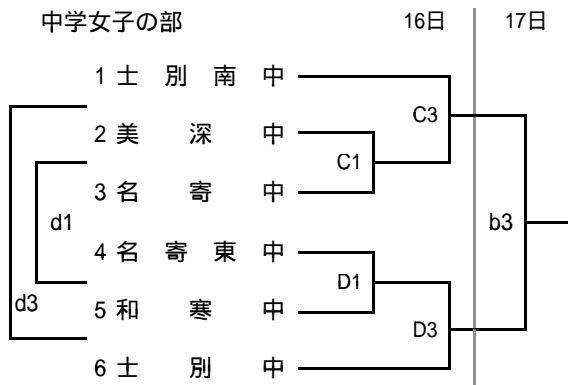 中学女子の部 16日 17日
1 士別南中
C3
2 美深中
C1
3 名寄中
d1 b3
4 名寄東中
D1
d3
5 和寒中
D3
6 士別中